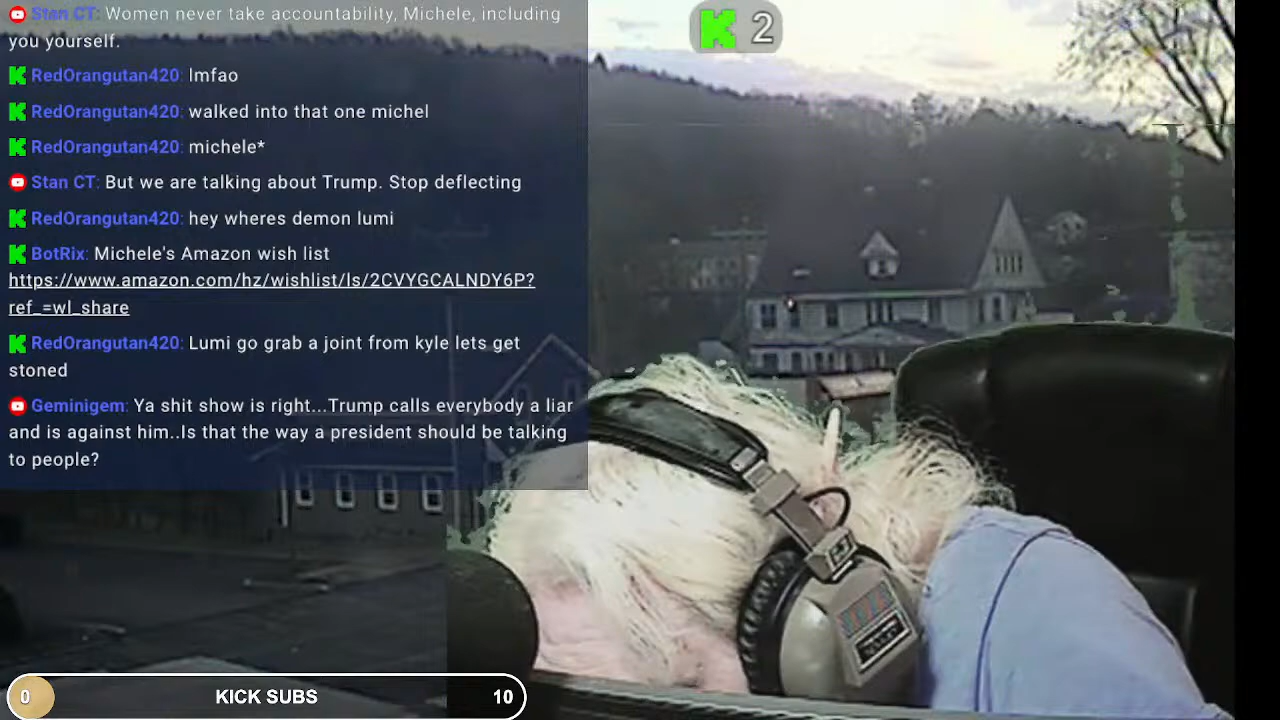 Stan CT: Women never take accountability, Michele, including
you yourself.
RedOrangutan420: lmfao
RedOrangutan420: walked into that one michel
RedOrangutan420: michele*
Stan CT: But we are talking about Trump. Stop deflecting
RedOrangutan420: hey wheres demon lumi
BotRix: Michele's Amazon wish list
https://www.amazon.com/hz/wishlist/ls/2CVYGCALNDY6P?
ref_=wl_share
RedOrangutan420: Lumi go grab a joint from kyle lets get
stoned
Geminigem: Ya shit show is right...Trump calls everybody a liar
and is against him..Is that the way a president should be talking
to people?
K 2
0 KICK SUBS 10